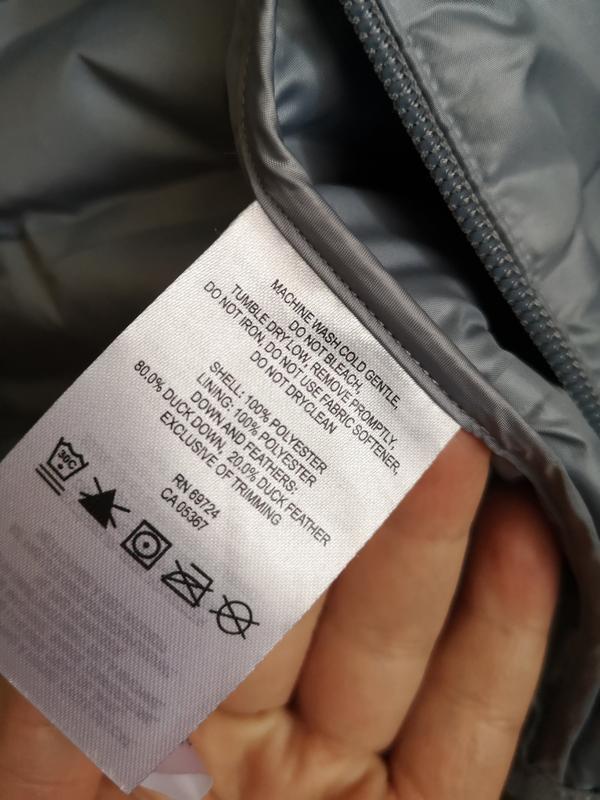 MACHINE WASH COLD GENTLE,
DO NOT BLEACH,
TUMBLE DRY LOW, REMOVE PROMPTLY,
DO NOT IRON, DO NOT USE FABRIC SOFTENER,
DO NOT DRYCLEAN
SHELL: 100% POLYESTER
LINING: 100% POLYESTER
DOWN AND FEATHERS:
80.0% DUCK DOWN, 20.0% DUCK FEATHER
EXCLUSIVE OF TRIMMING
RN 69724
CA 05367
30C